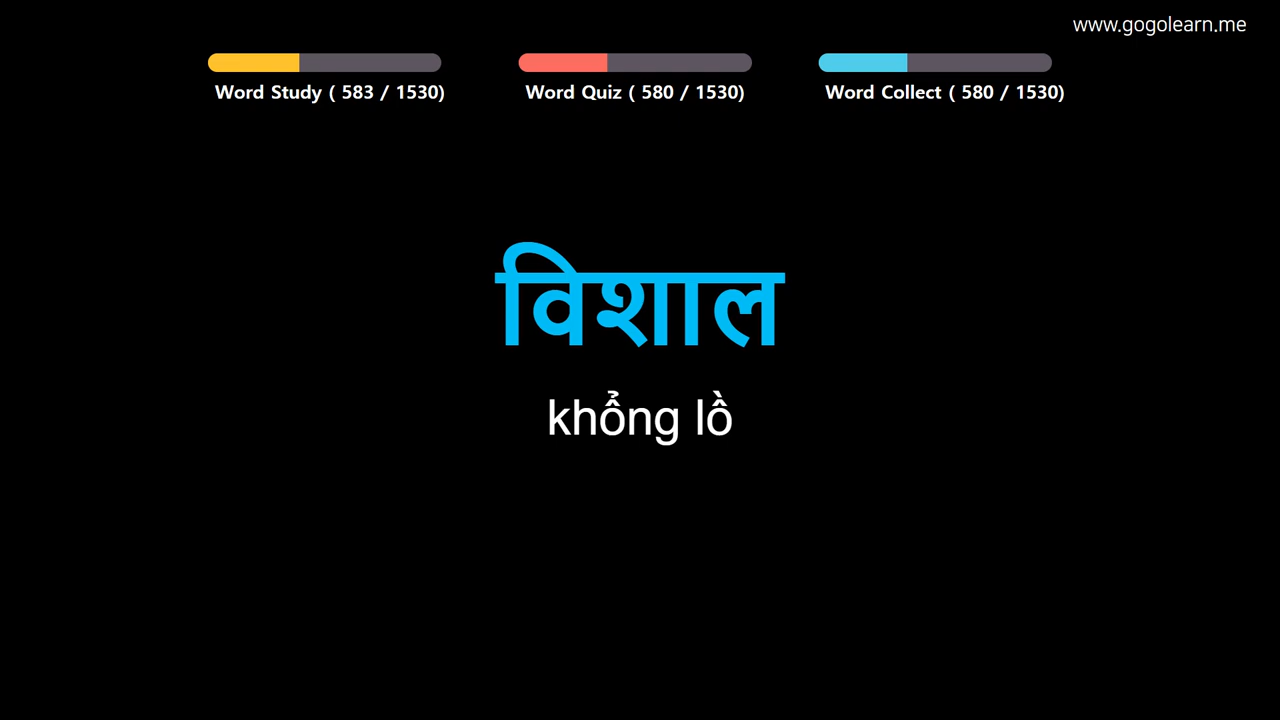 www.gogolearn.me
Word Study ( 583 / 1530)
Word Quiz ( 580 / 1530)
Word Collect ( 580 / 1530)
विशाल
khổng lồ